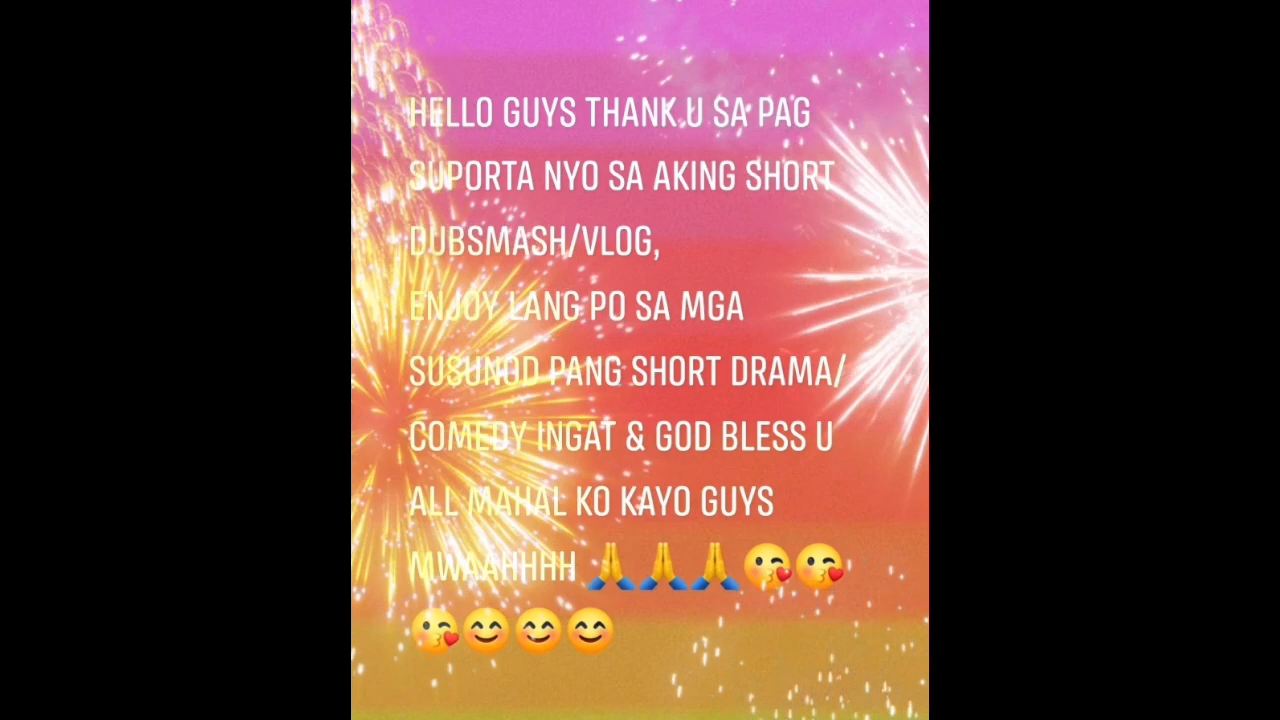 HELLO GUYS THANK U SA PAG
SUPORTA NYO SA AKING SHORT
DUBSMASH/VLOG,
ENJOY LANG PO SA MGA
SUSUNOD PANG SHORT DRAMA/
COMEDY INGAT & GOD BLESS U
ALL MAHAL KO KAYO GUYS
MWAAHHHH 🙏🙏🙏😘😘
😘😊😊😊